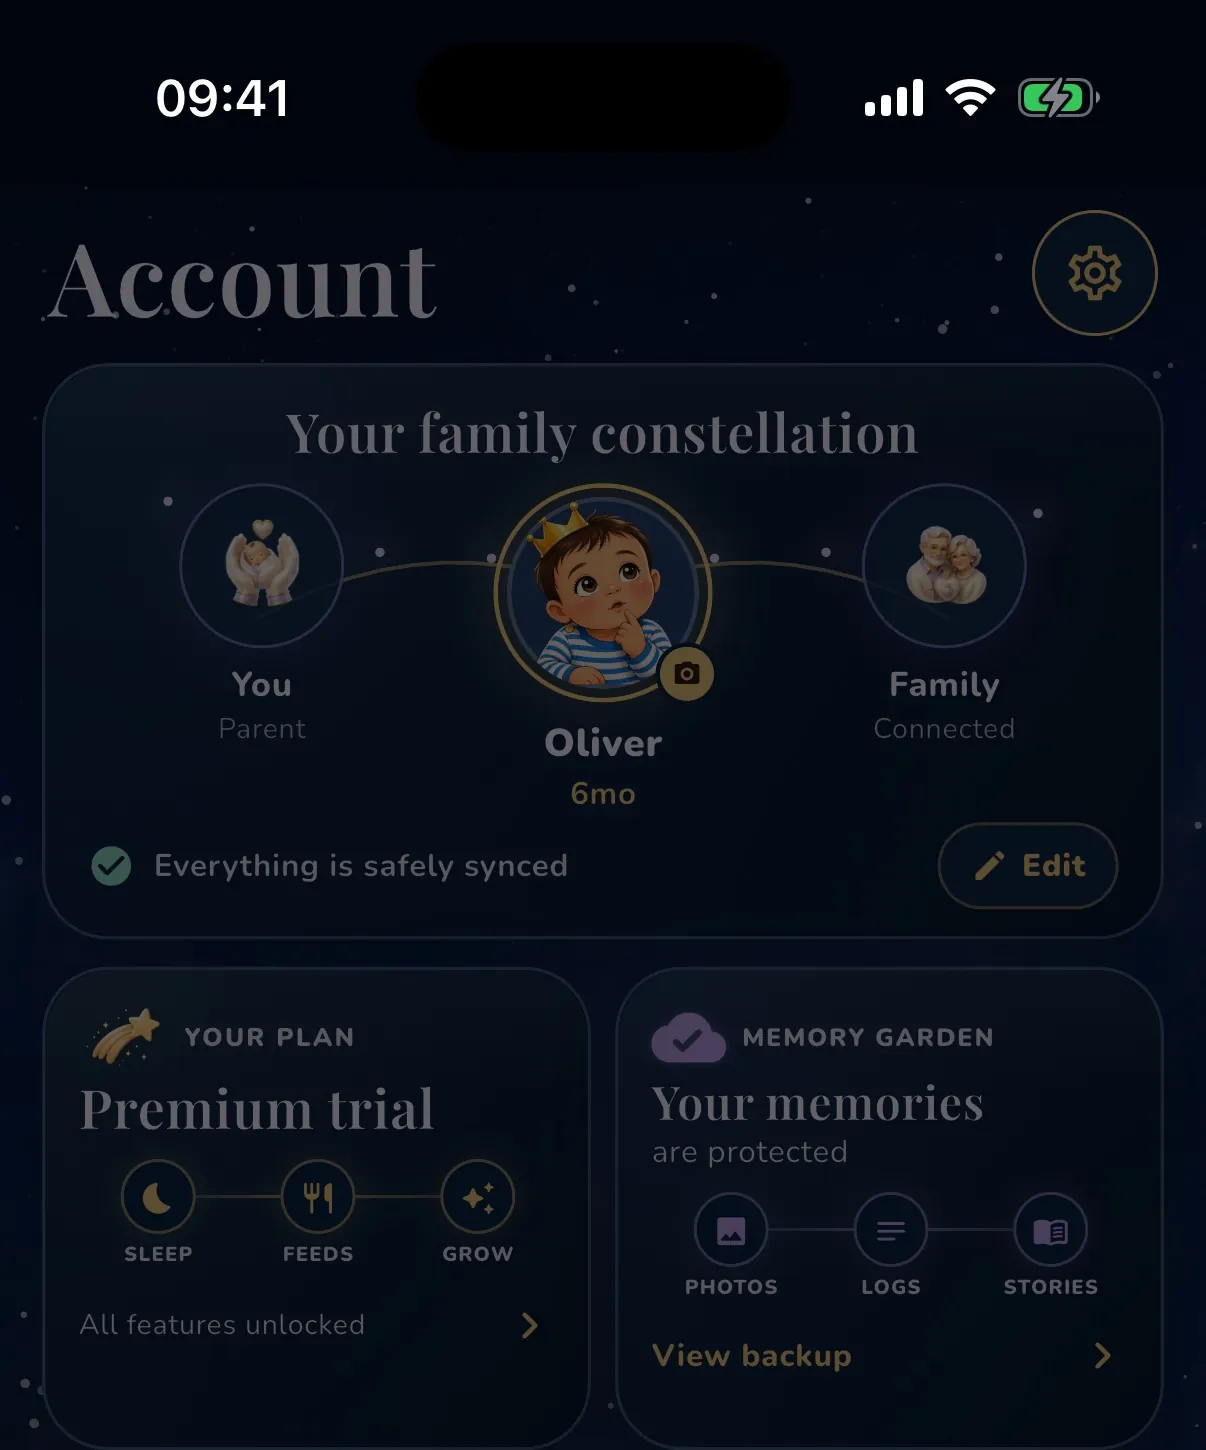 09:41
Account
Your family constellation
You
Parent
Oliver
6mo
Family
Connected
Everything is safely synced
Edit
YOUR PLAN
Premium trial
SLEEP
FEEDS
GROW
All features unlocked
MEMORY GARDEN
Your memories
are protected
PHOTOS
LOGS
STORIES
View backup